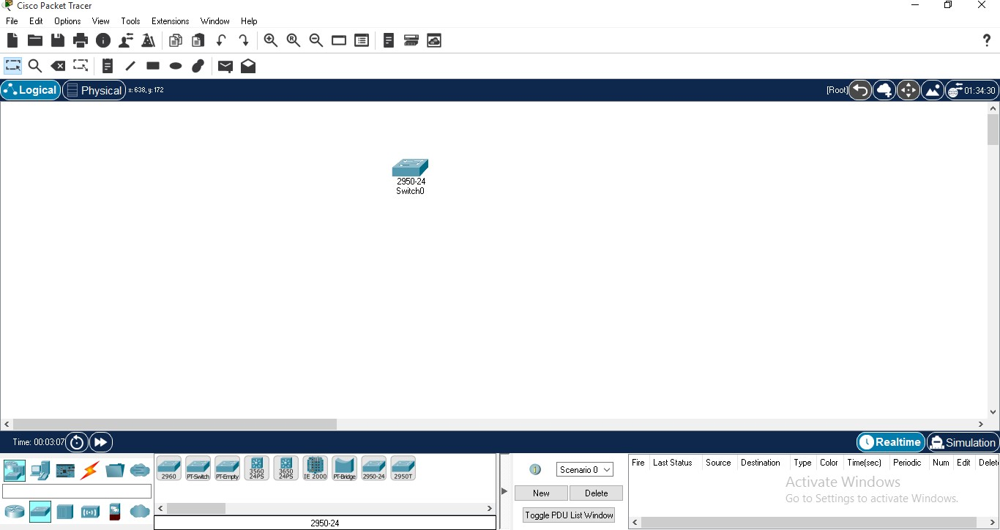 Cisco Packet Tracer
File Edit Options View Tools Extensions Window Help
R
?
Logical Physical x: 638, y: 172 [Root] 01:34:30
2950-24
Switch0
Time: 00:03:07 Realtime Simulation
2960 PT-Switch PT-Empty 3560 24PS 3650 24PS IE 2000 PT-Bridge 2950-24 2950T
2950-24
Scenario 0
New Delete
Toggle PDU List Window
Fire Last Status Source Destination Type Color Time(sec) Periodic Num Edit Delet
Activate Windows
Go to Settings to activate Windows.